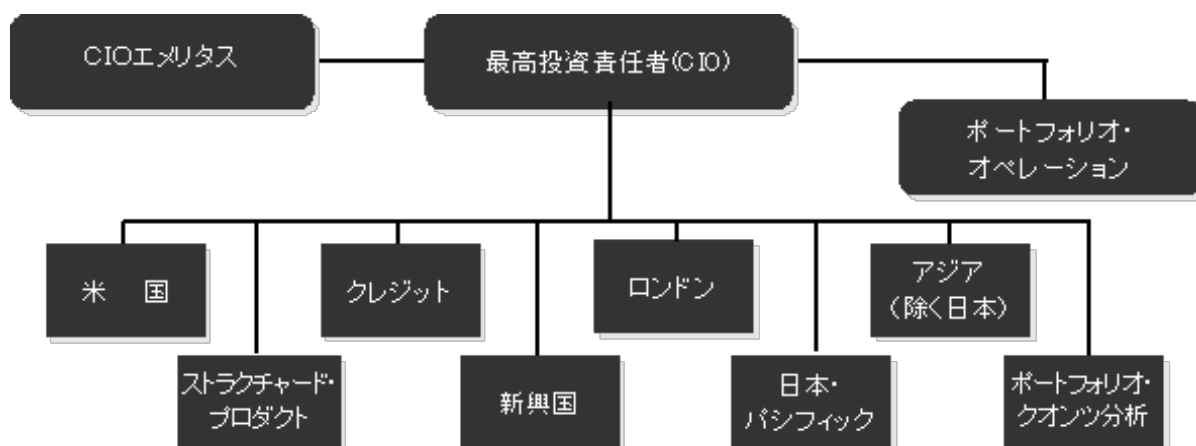 CIOエメリタス
最高投資責任者(CIO)
ポートフォリオ・
オペレーション
米　国
クレジット
ロンドン
アジア
(除く日本)
ストラクチャード・
プロダクト
新興国
日本・
パシフィック
ポートフォリオ・
クオンツ分析